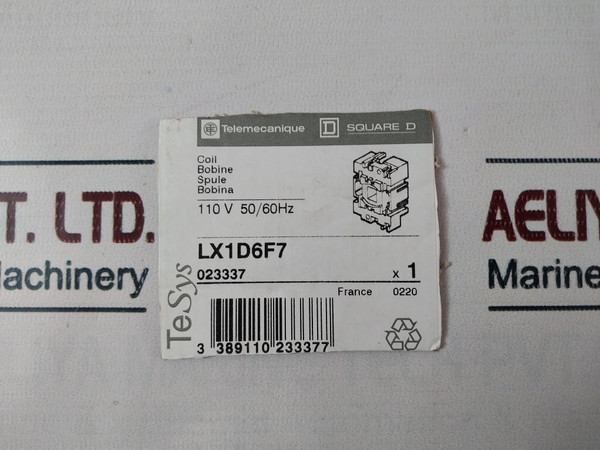 Telemecanique SQUARE D
Coil
Bobine
Spule
Bobina
110 V 50/60Hz
LX1D6F7
023337
x 1
France 0220
TeSys
3 389110 233377
T. LTD.
achinery
AELIY
Marine